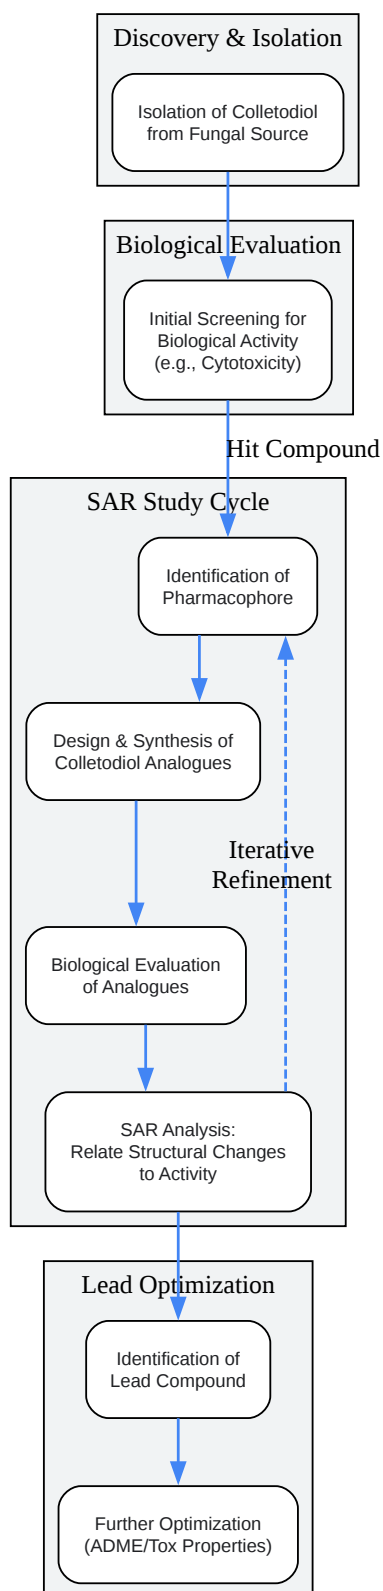 Discovery & Isolation
Isolation of Colletodiol
from Fungal Source
Biological Evaluation
Initial Screening for
Biological Activity
(e.g., Cytotoxicity)
Hit Compound
SAR Study Cycle
Identification of
Pharmacophore
Design & Synthesis of
Colletodiol Analogues
Iterative
Refinement
Biological Evaluation
of Analogues
SAR Analysis:
Relate Structural Changes
to Activity
Lead Optimization
Identification of
Lead Compound
Further Optimization
(ADME/Tox Properties)